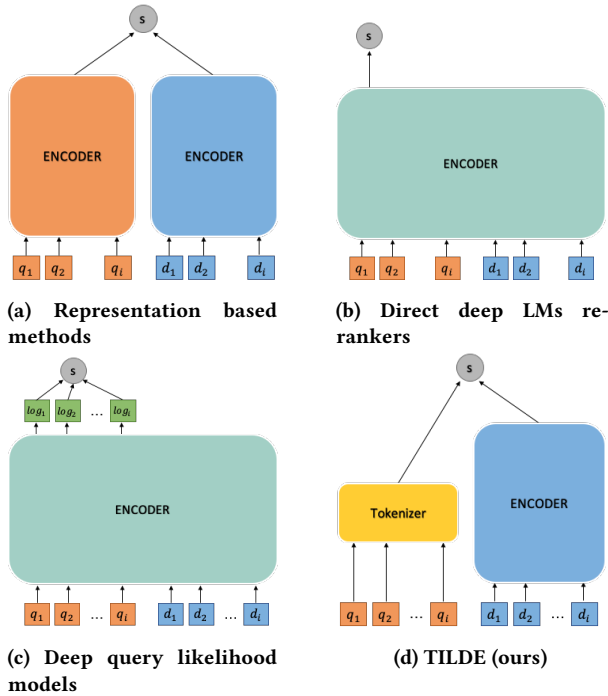 s
ENCODER
ENCODER
q1 q2 qi d1 d2 di
(a) Representation based
methods
s
ENCODER
q1 q2 qi d1 d2 di
(b) Direct deep LMs re-
rankers
s
log1 log2 ... logi
ENCODER
q1 q2 ... qi d1 d2 ... di
(c) Deep query likelihood
models
s
Tokenizer
ENCODER
q1 q2 ... qi d1 d2 ... di
(d) TILDE (ours)